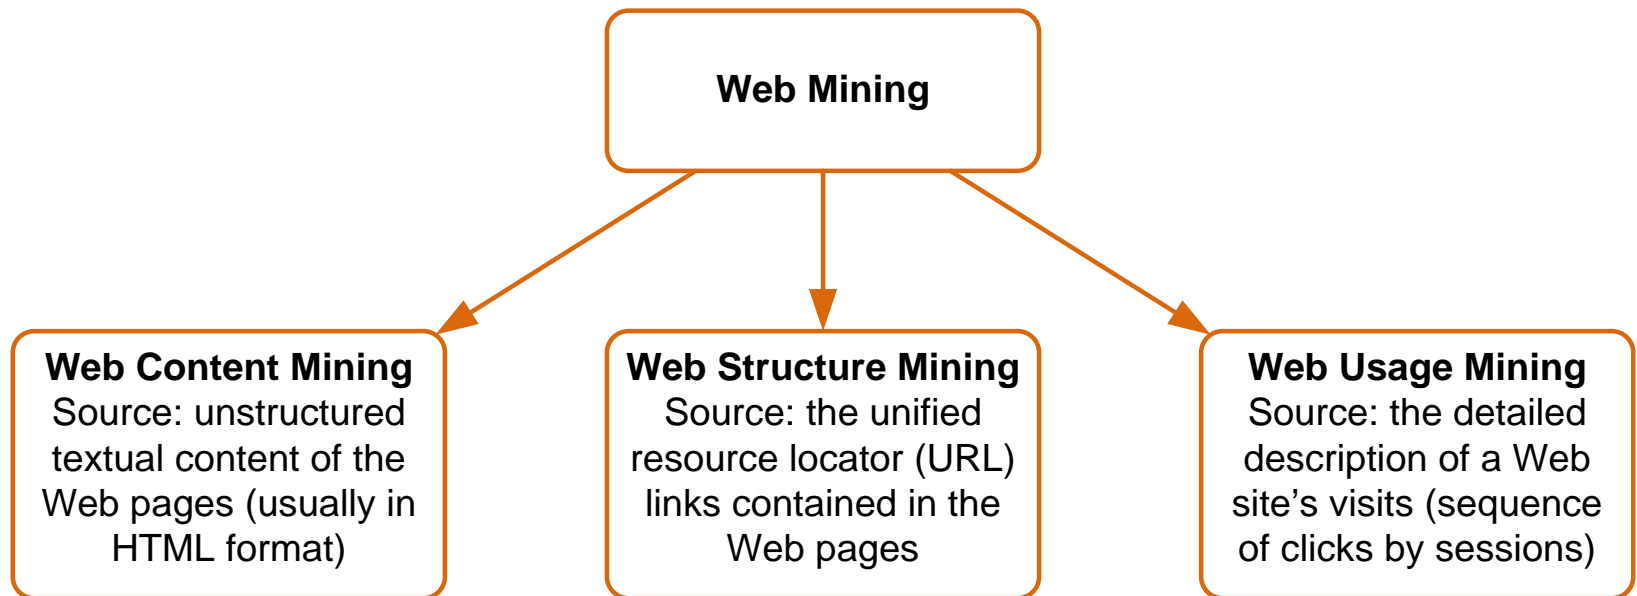 Web Mining
Web Content Mining
Source: unstructured
textual content of the
Web pages (usually in
HTML format)
Web Structure Mining
Source: the unified
resource locator (URL)
links contained in the
Web pages
Web Usage Mining
Source: the detailed
description of a Web
site’s visits (sequence
of clicks by sessions)